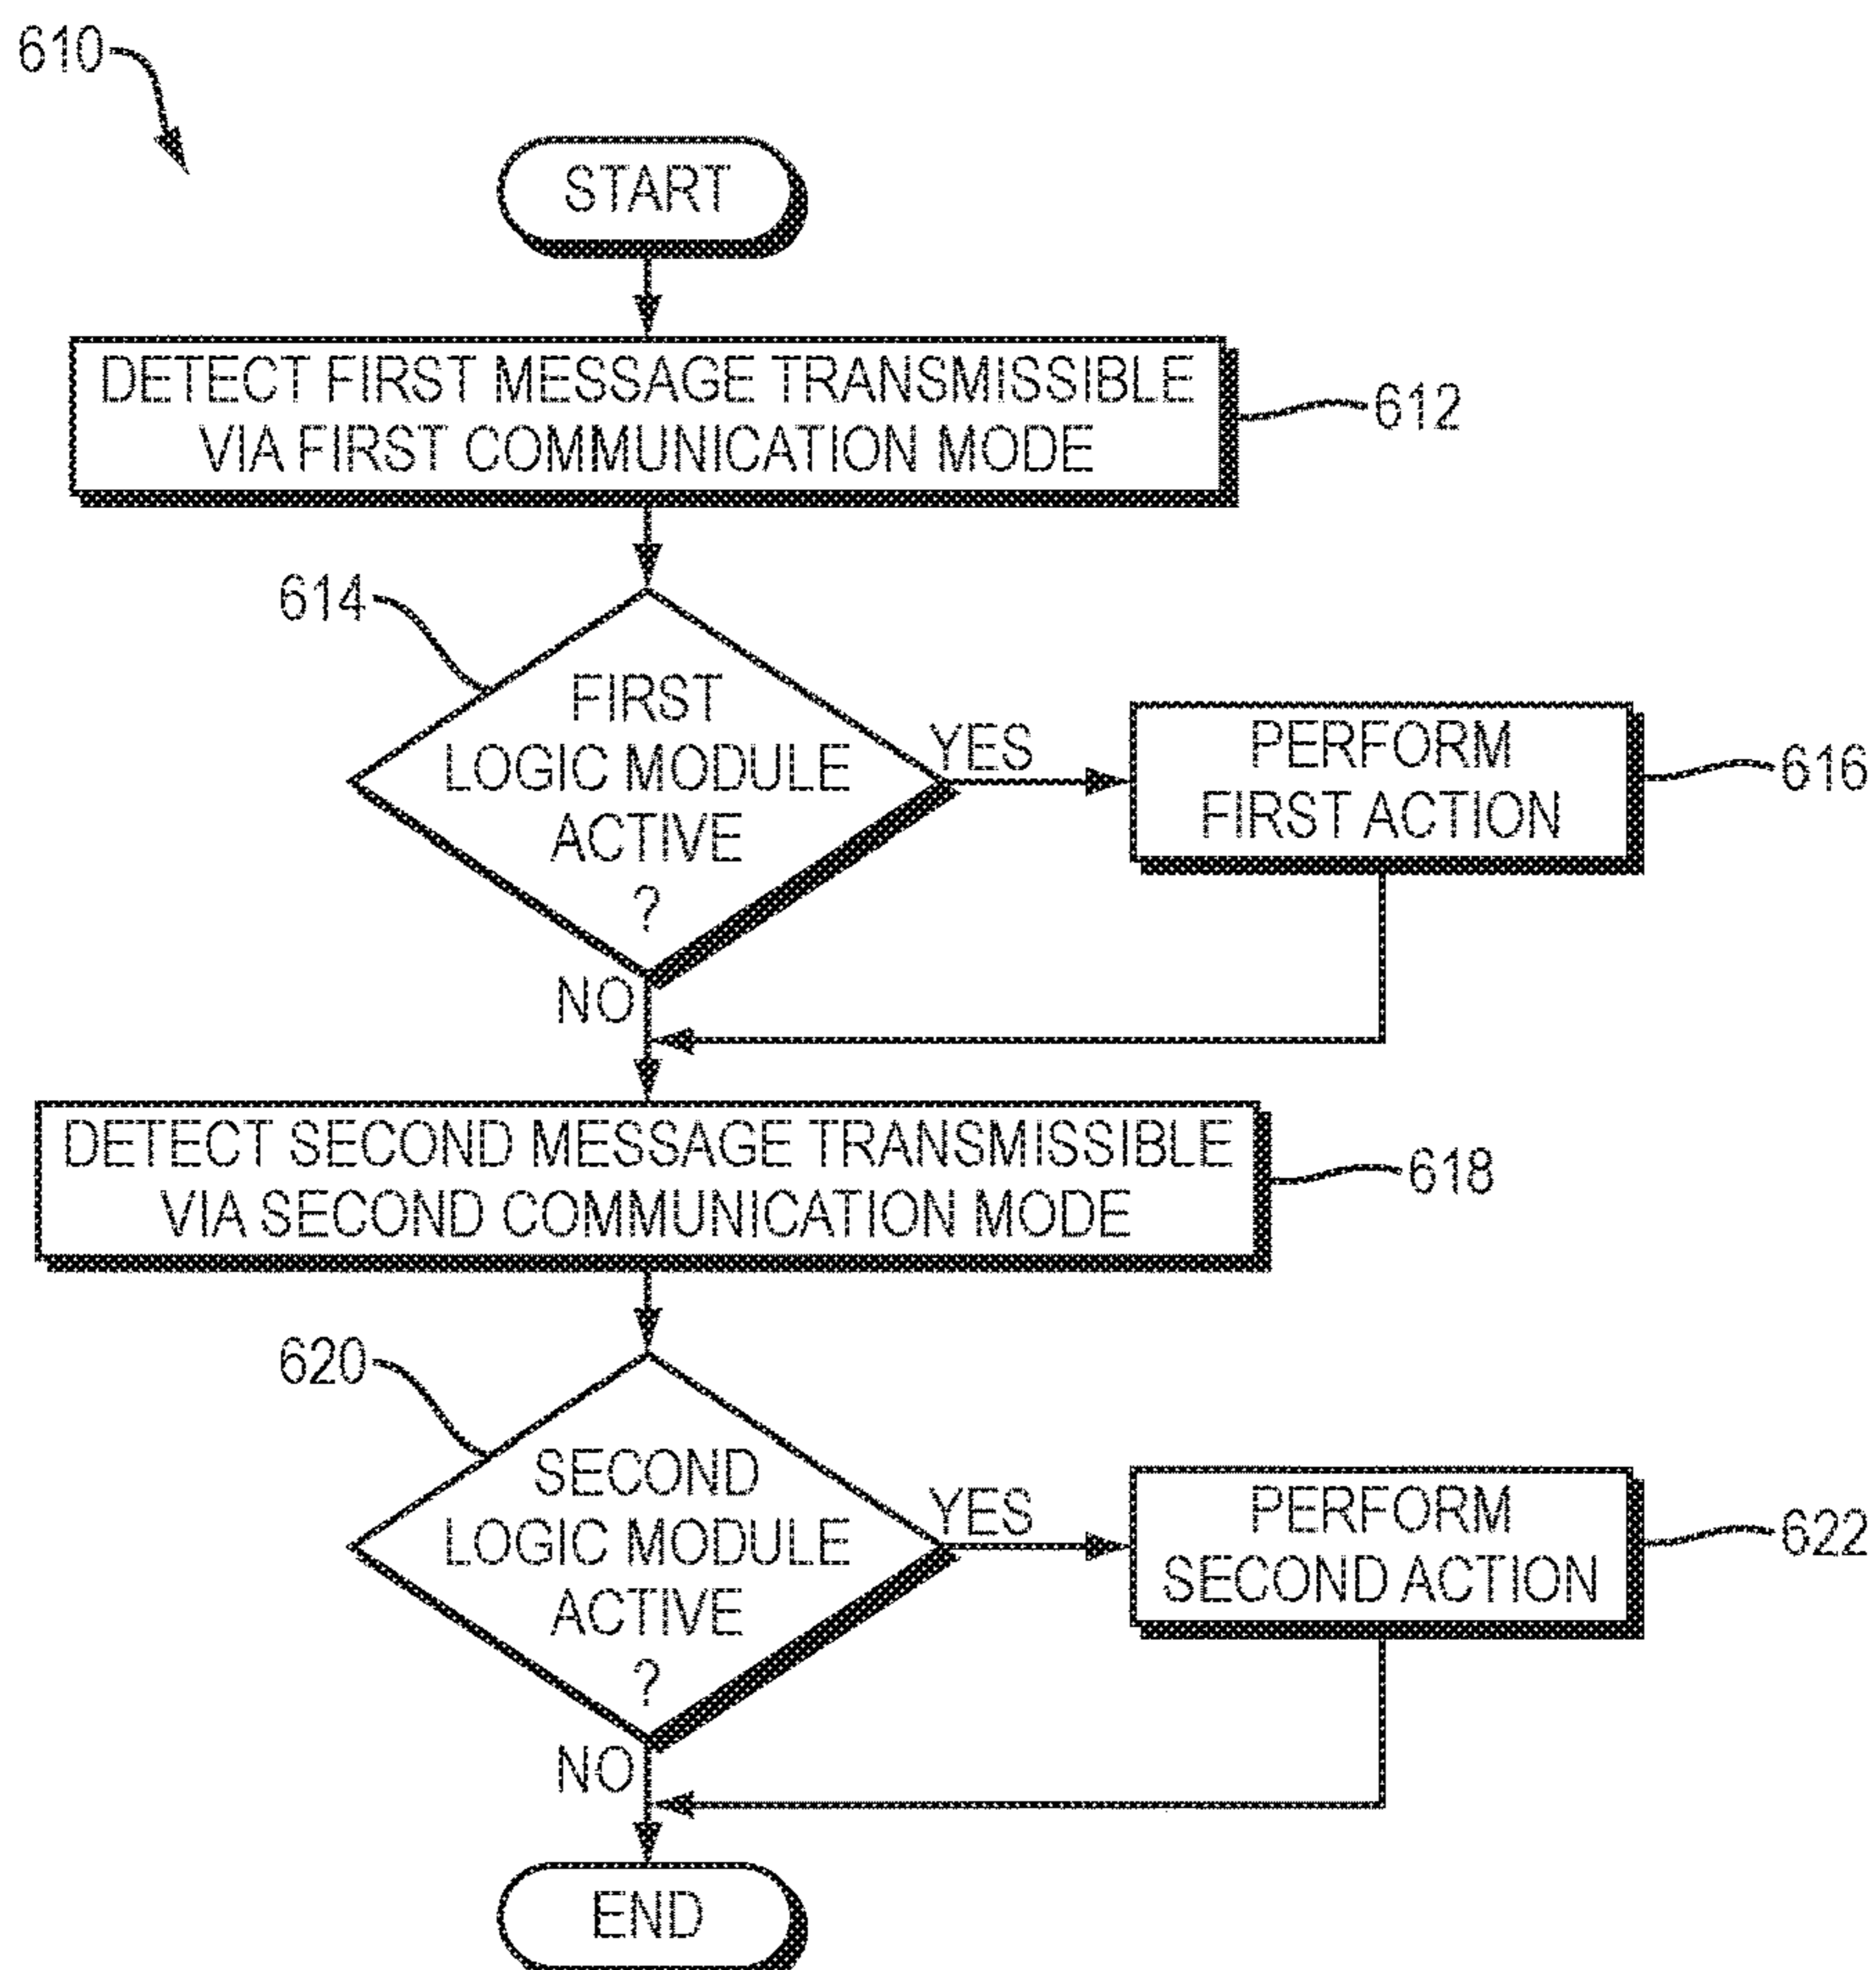 610
START
DETECT FIRST MESSAGE TRANSMISSIBLE
VIA FIRST COMMUNICATION MODE
612
614
FIRST
LOGIC MODULE
ACTIVE
?
YES
PERFORM
FIRST ACTION
616
NO
DETECT SECOND MESSAGE TRANSMISSIBLE
VIA SECOND COMMUNICATION MODE
618
620
SECOND
LOGIC MODULE
ACTIVE
?
YES
PERFORM
SECOND ACTION
622
NO
END